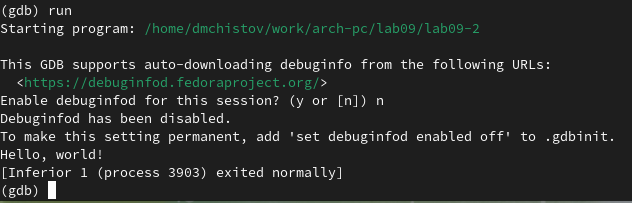 (gdb) run
Starting program: /home/dmchistov/work/arch-pc/lab09/lab09-2
This GDB supports auto-downloading debuginfo from the following URLs:
<https://debuginfod.fedoraproject.org/>
Enable debuginfod for this session? (y or [n]) n
Debuginfod has been disabled.
To make this setting permanent, add 'set debuginfod enabled off' to .gdbinit.
Hello, world!
[Inferior 1 (process 3903) exited normally]
(gdb)